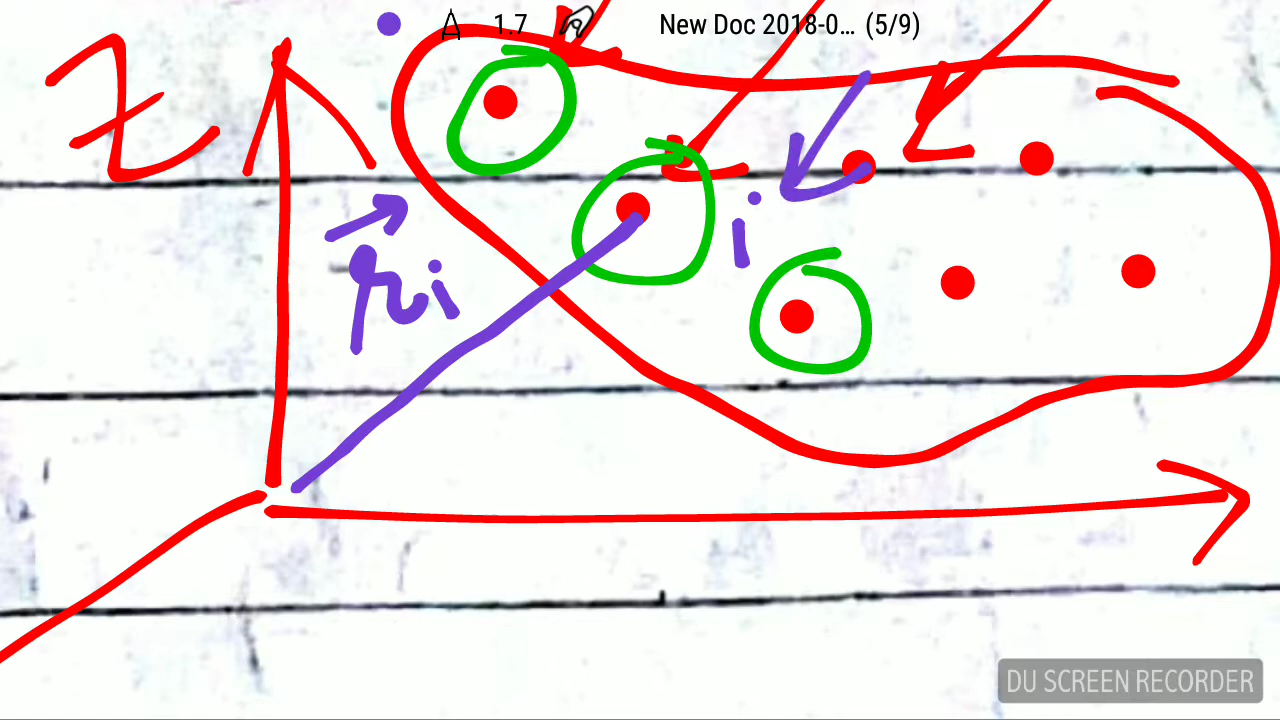 1.7 New Doc 2018-0... (5/9)
z
i
r⃗i
DU SCREEN RECORDER